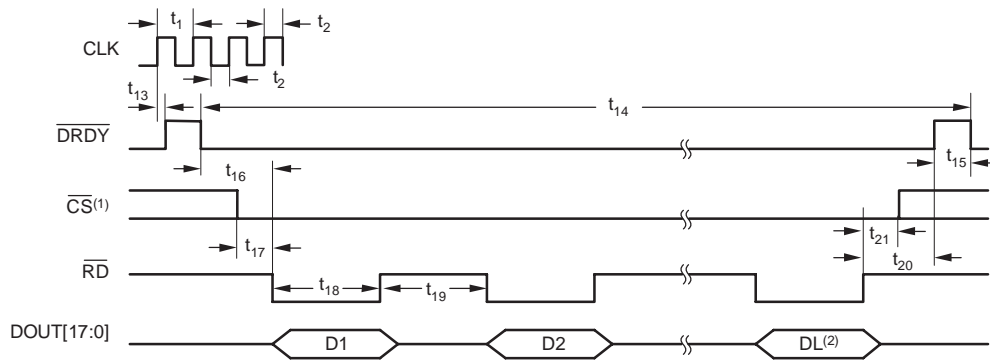 t1
t2
CLK
t2
t13
t14
DRDY
t16
t15
CS(1)
t17
t21
t20
RD
t18
t19
DOUT[17:0]
D1
D2
DL(2)